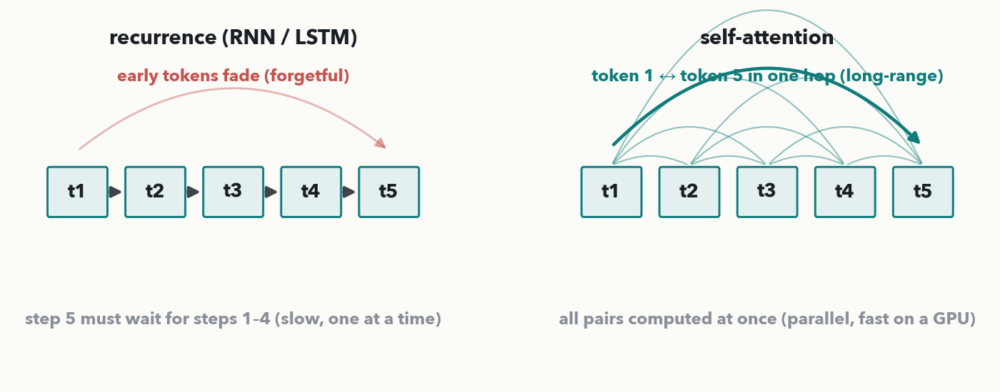 recurrence (RNN / LSTM)
early tokens fade (forgetful)
t1 t2 t3 t4 t5
step 5 must wait for steps 1–4 (slow, one at a time)
self-attention
token 1 ↔ token 5 in one hop (long-range)
t1 t2 t3 t4 t5
all pairs computed at once (parallel, fast on a GPU)